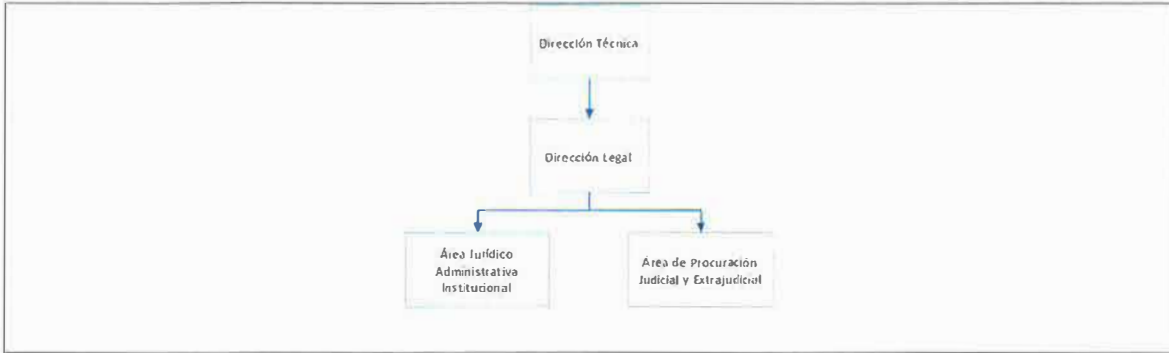 Dirección Técnica
Dirección Legal
Área Jurídico
Administrativa
Institucional
Área de Procuración
Judicial y Extrajudicial